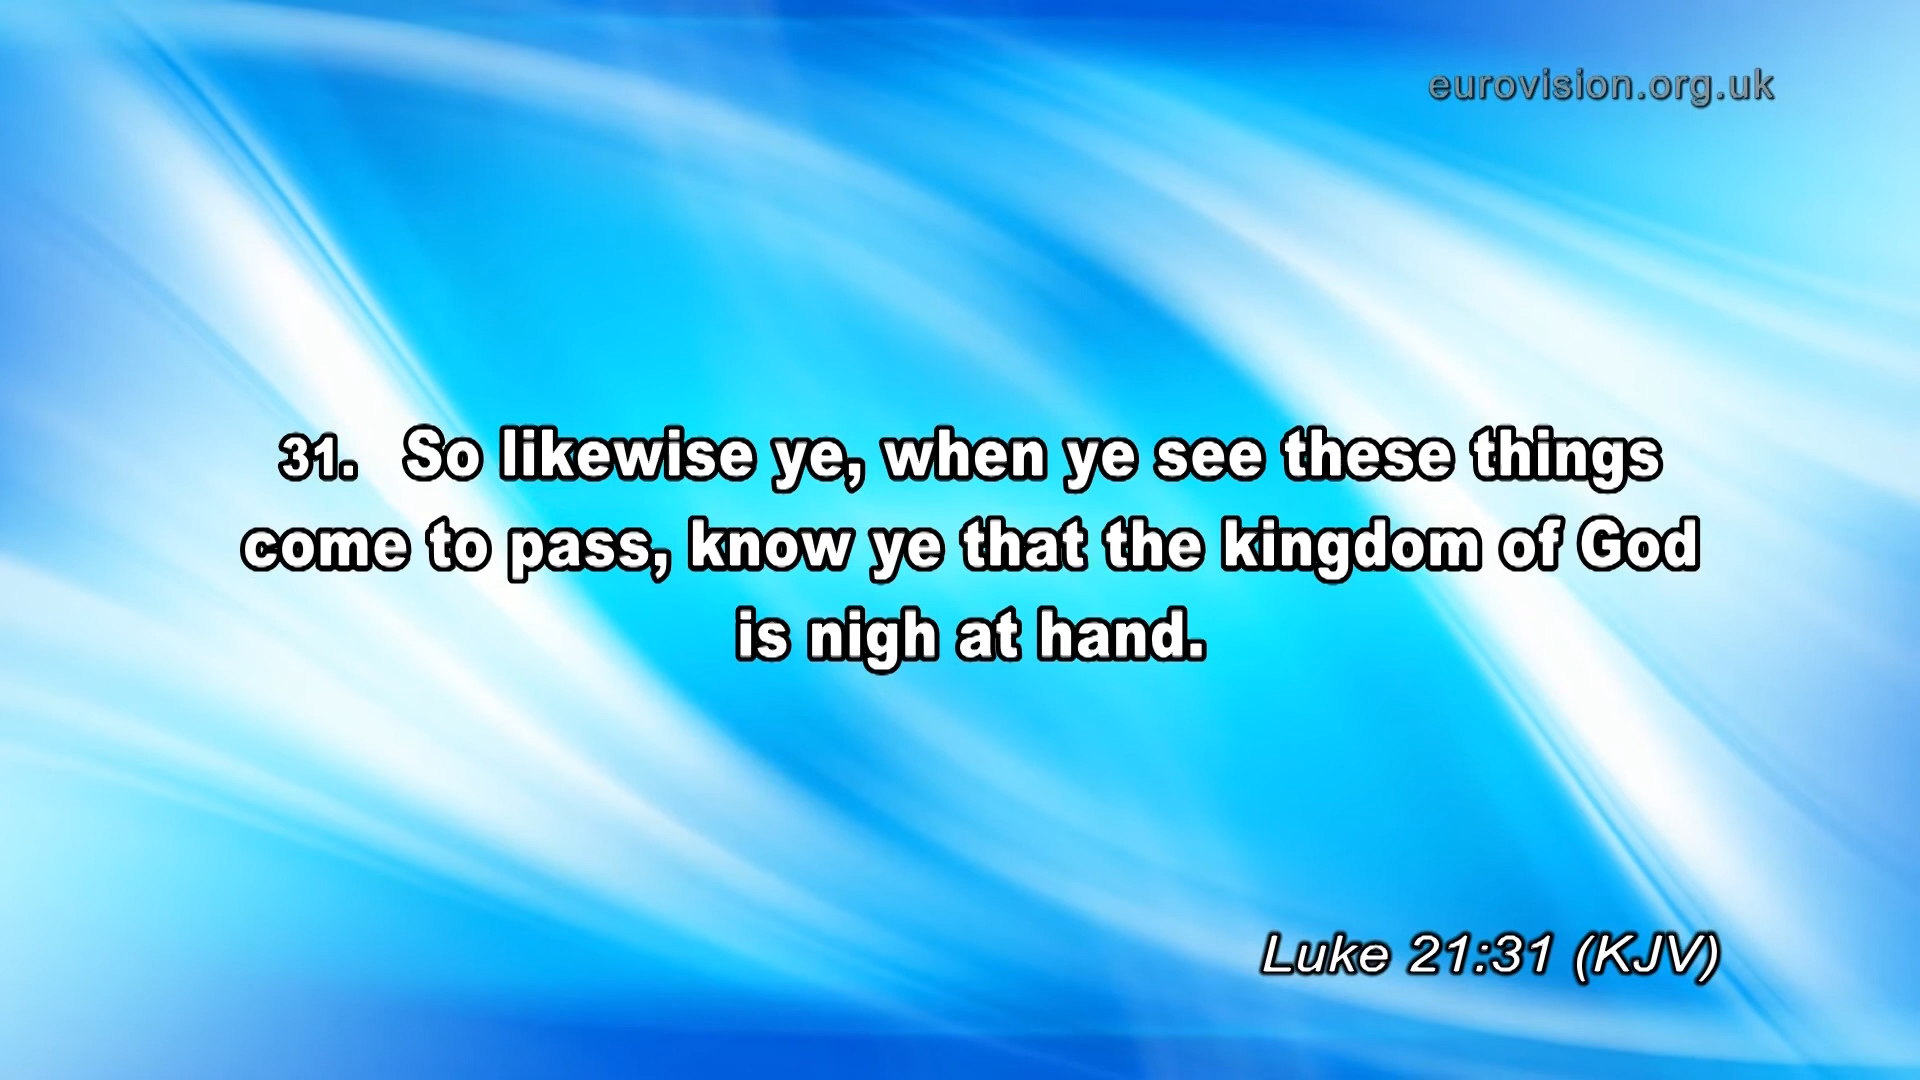 eurovision.org.uk
31. So likewise ye, when ye see these things
come to pass, know ye that the kingdom of God
is nigh at hand.
Luke 21:31 (KJV)